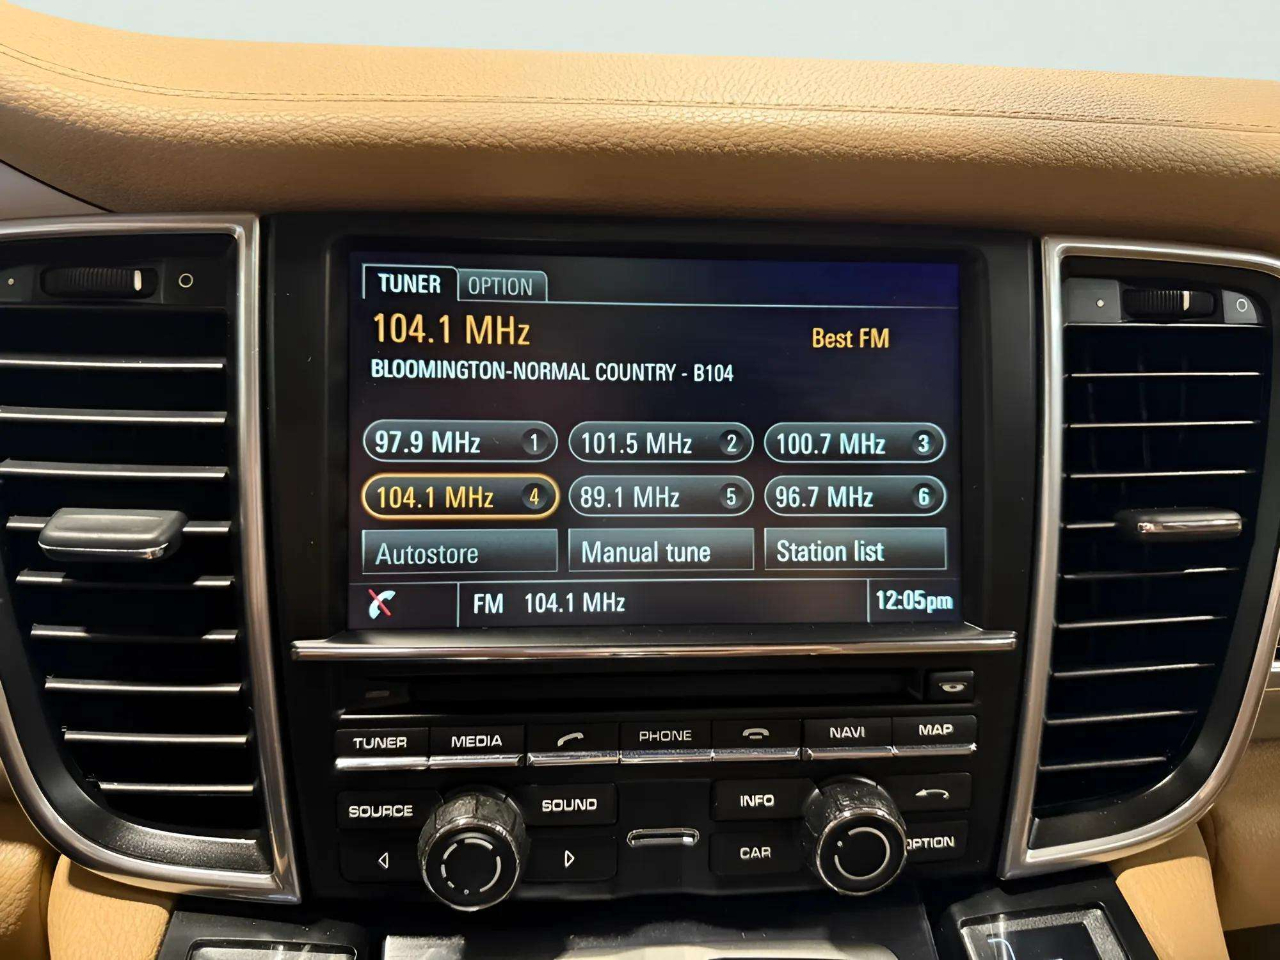 TUNER OPTION
104.1 MHz Best FM
BLOOMINGTON-NORMAL COUNTRY - B104
97.9 MHz 1 101.5 MHz 2 100.7 MHz 3
104.1 MHz 4 89.1 MHz 5 96.7 MHz 6
Autostore Manual tune Station list
FM 104.1 MHz 12:05pm
TUNER MEDIA PHONE NAVI MAP
SOURCE SOUND INFO
CAR OPTION